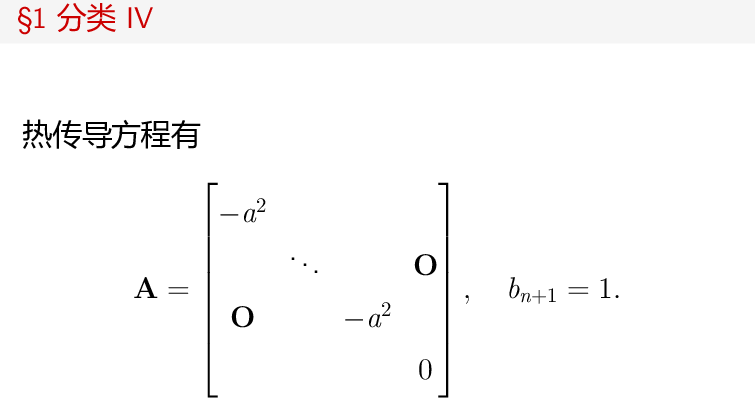 §1 分类 IV
热传导方程有
$$\mathbf{A} = \begin{bmatrix} -a^2 & & & \\ & \ddots & & \mathbf{O} \\ \mathbf{O} & & -a^2 & \\ & & & 0 \end{bmatrix}, \quad b_{n+1} = 1.$$